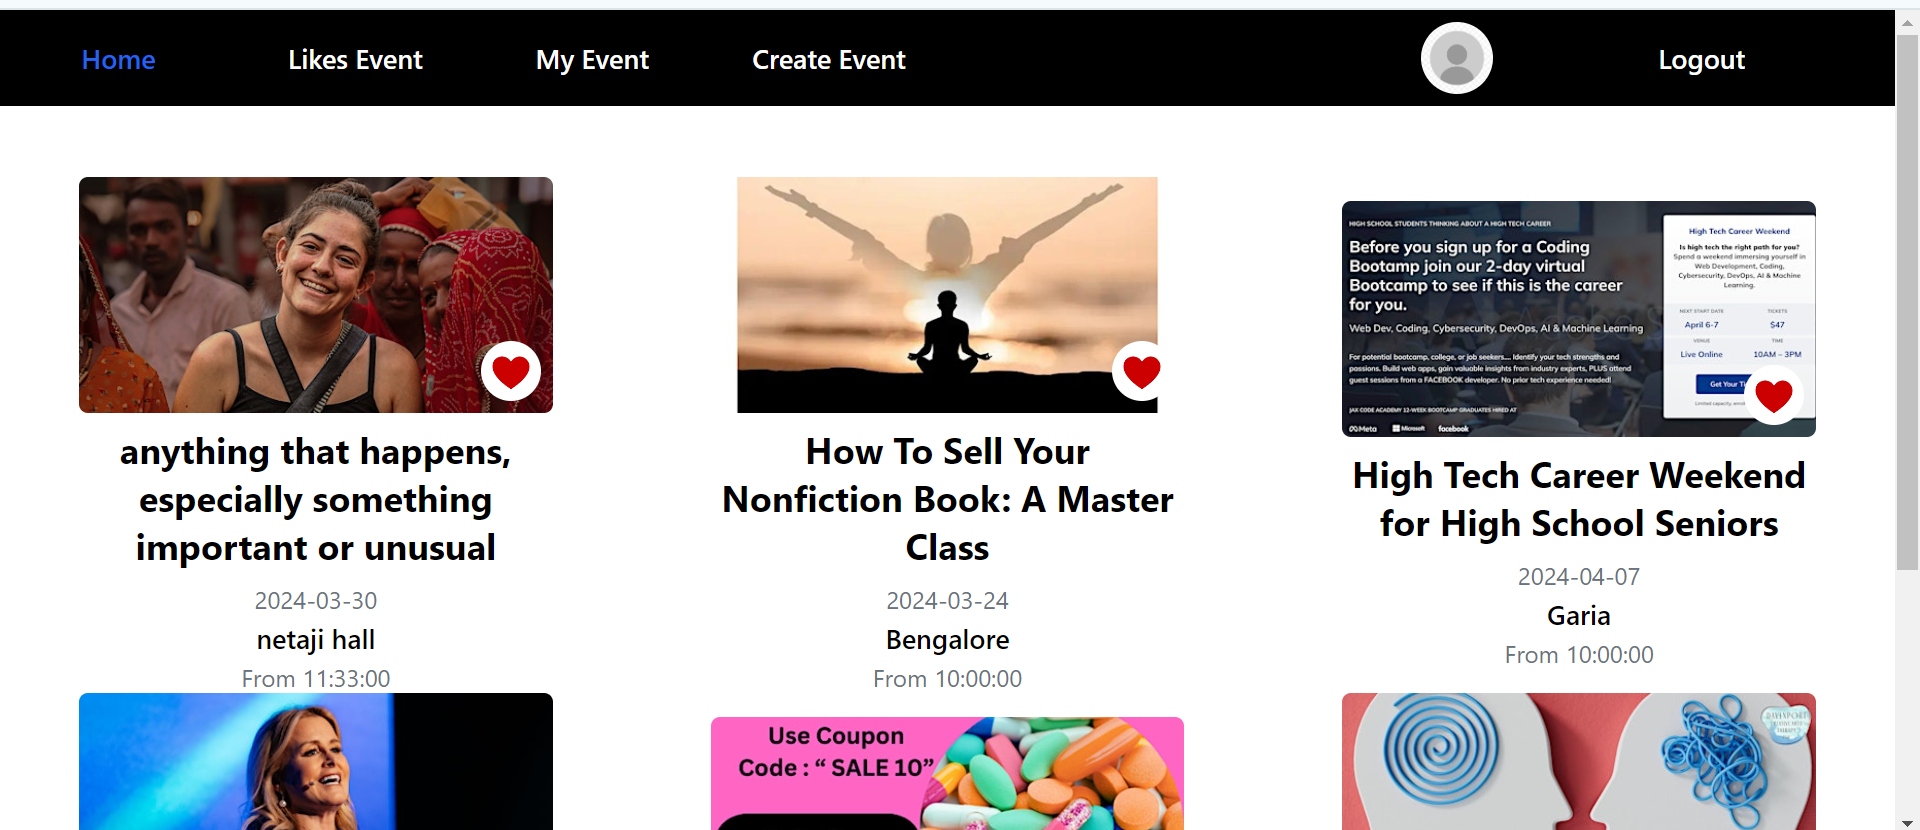 Home
Likes Event
My Event
Create Event
Logout
anything that happens,
especially something
important or unusual
2024-03-30
netaji hall
From 11:33:00
How To Sell Your
Nonfiction Book: A Master
Class
2024-03-24
Bengalore
From 10:00:00
HIGH SCHOOL STUDENTS THINKING ABOUT A HIGH TECH CAREER
Before you sign up for a Coding
Bootamp join our 2-day virtual
Bootcamp to see if this is the career
for you.
Web Dev, Coding, Cybersecurity, DevOps, AI & Machine Learning
For potential bootcamp, college, or job seekers.... Identify your tech strengths and
passions. Build web apps, gain valuable insights from industry experts, PLUS attend
guest sessions from a FACEBOOK developer. No prior tech experience needed!
JAX CODE ACADEMY 12-WEEK BOOTCAMP GRADUATES HIRED AT
Meta
Microsoft
facebook
High Tech Career Weekend
Is high tech the right path for you?
Spend a weekend immersing yourself in
Web Development, Coding,
Cybersecurity, DevOps, AI & Machine
Learning.
NEXT START DATE
TICKETS
April 6-7
$47
VENUE
TIME
Live Online
10AM – 3PM
Get Your
Limited capacity,
High Tech Career Weekend
for High School Seniors
2024-04-07
Garia
From 10:00:00
Use Coupon
Code : “ SALE 10”